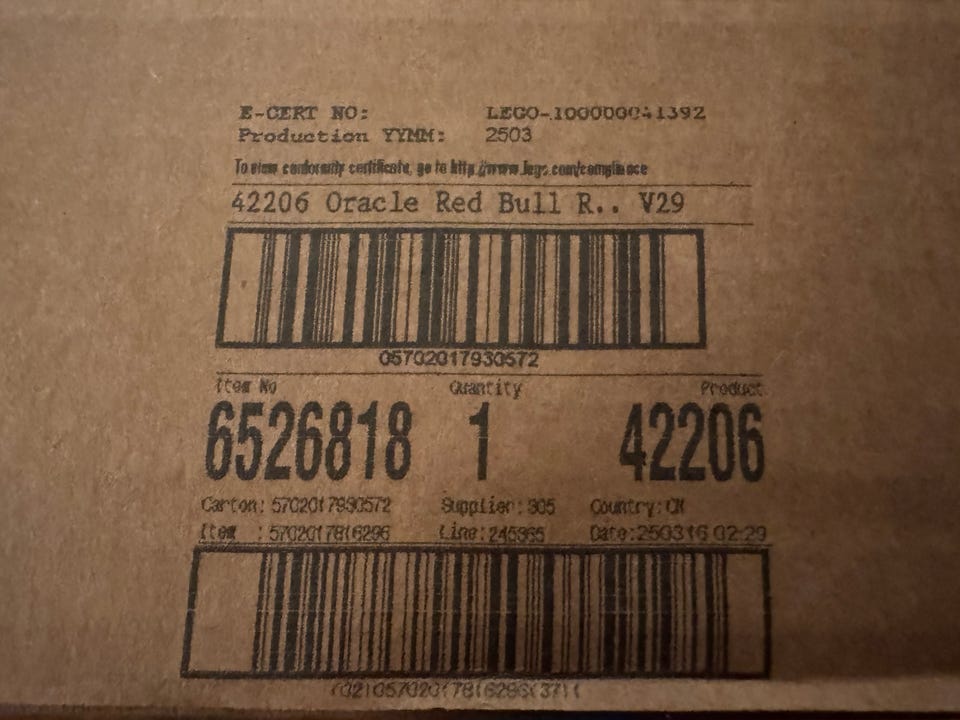 E-CERT NO: LEGO-100000041392
Production YYMM: 2503
To view conformity certificate, go to http://www.lego.com/compliance
42206 Oracle Red Bull R.. V29
05702017930572
Item No Quantity Product
6526818 1 42206
Carton: 5702017930572 Supplier: 305 Country: CN
Item : 5702017816296 Line: 245365 Date: 250316 02:29
(02)05702017816296(37)1